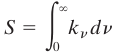 S = ∫₀^∞ k_ν dν